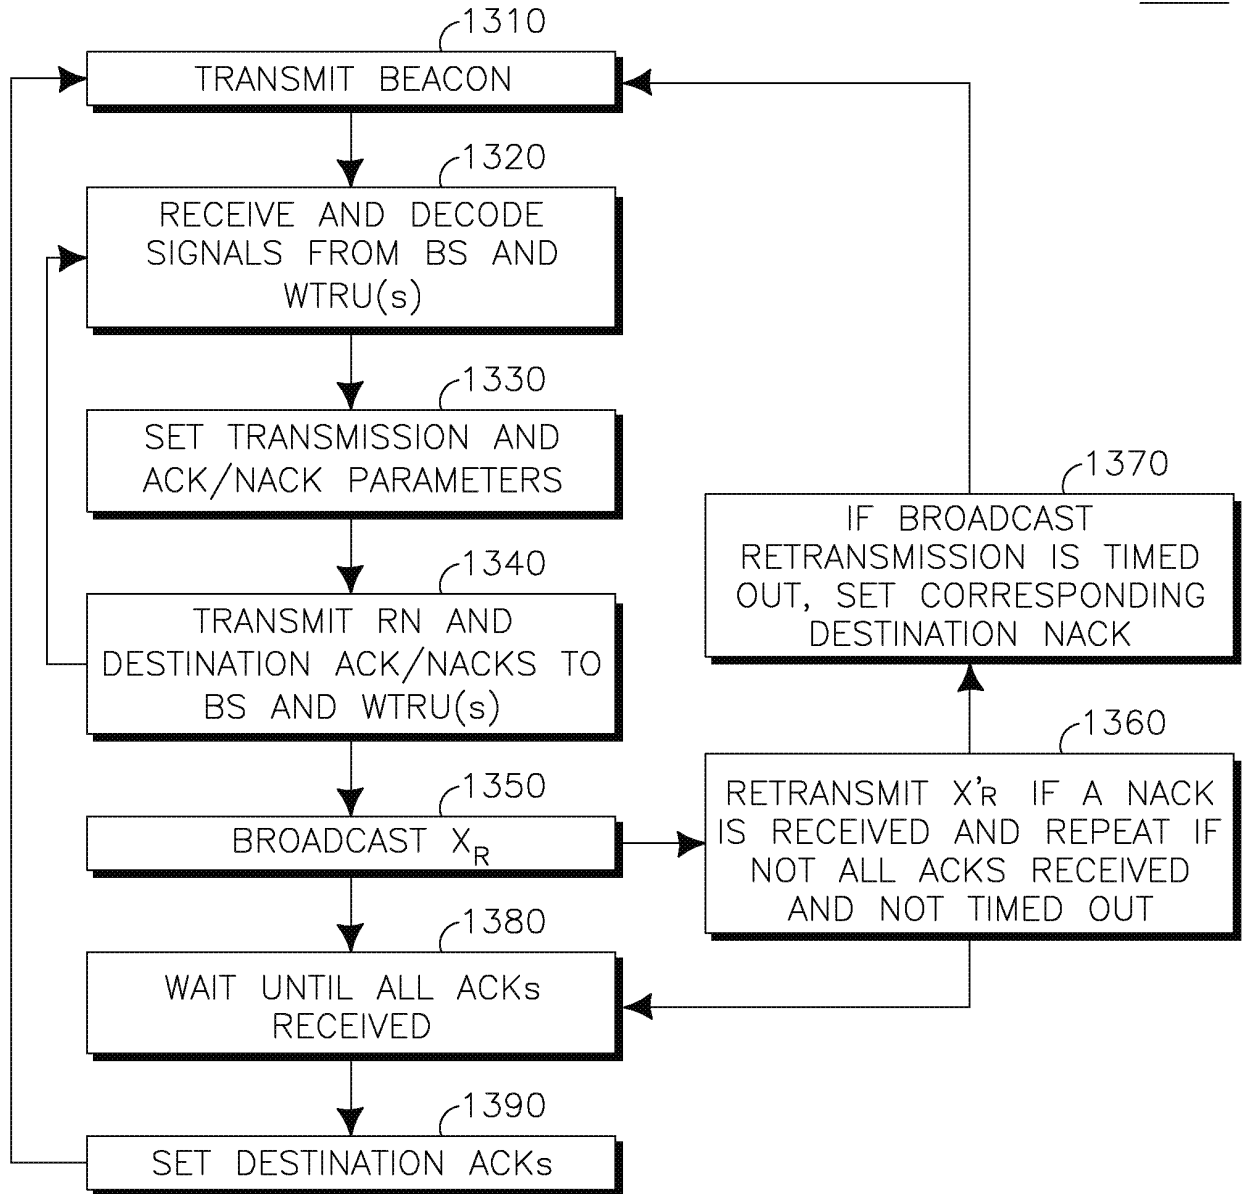 1310
TRANSMIT BEACON
1320
RECEIVE AND DECODE
SIGNALS FROM BS AND
WTRU(s)
1330
SET TRANSMISSION AND
ACK/NACK PARAMETERS
1340
TRANSMIT RN AND
DESTINATION ACK/NACKS TO
BS AND WTRU(s)
1350
BROADCAST XR
1380
WAIT UNTIL ALL ACKs
RECEIVED
1390
SET DESTINATION ACKs
1370
IF BROADCAST
RETRANSMISSION IS TIMED
OUT, SET CORRESPONDING
DESTINATION NACK
1360
RETRANSMIT X'R IF A NACK
IS RECEIVED AND REPEAT IF
NOT ALL ACKS RECEIVED
AND NOT TIMED OUT